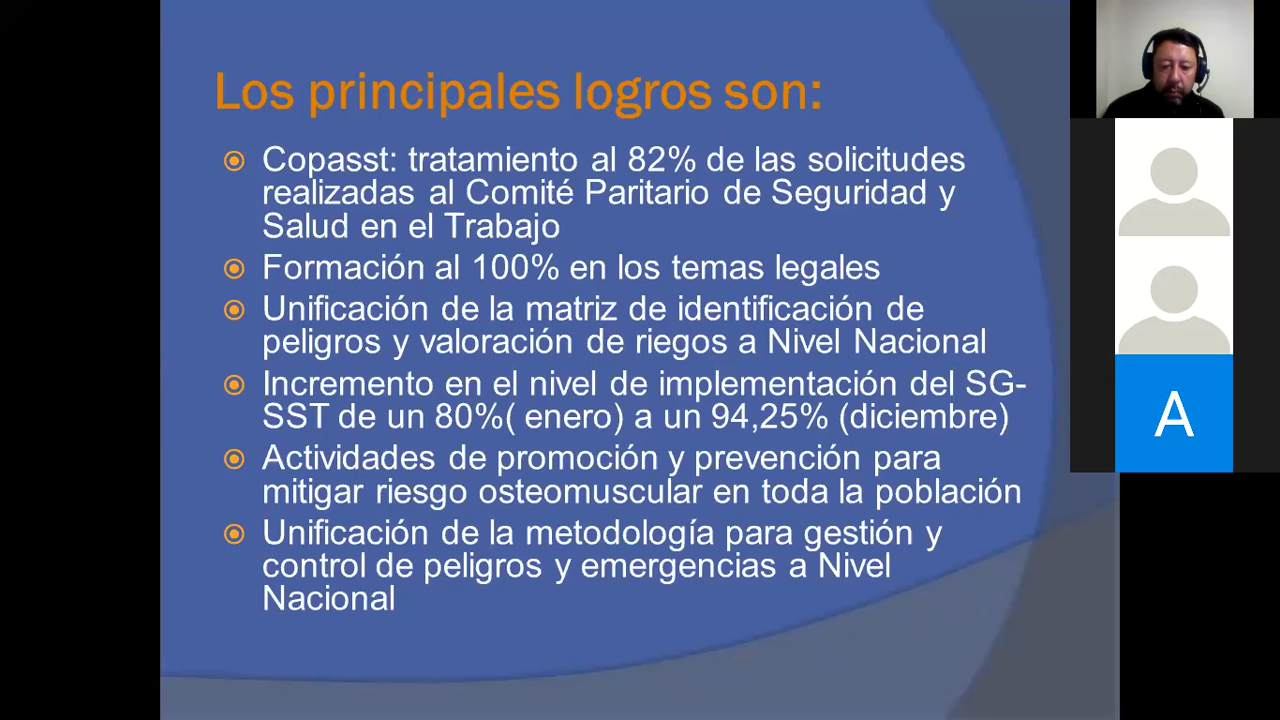 Los principales logros son:
Copasst: tratamiento al 82% de las solicitudes
realizadas al Comité Paritario de Seguridad y
Salud en el Trabajo
Formación al 100% en los temas legales
Unificación de la matriz de identificación de
peligros y valoración de riegos a Nivel Nacional
Incremento en el nivel de implementación del SG-
SST de un 80%( enero) a un 94,25% (diciembre)
Actividades de promoción y prevención para
mitigar riesgo osteomuscular en toda la población
Unificación de la metodología para gestión y
control de peligros y emergencias a Nivel
Nacional
A